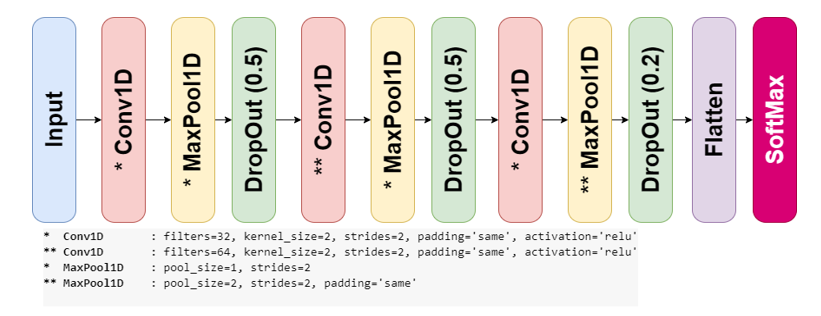 Input
* Conv1D
* MaxPool1D
DropOut (0.5)
** Conv1D
* MaxPool1D
DropOut (0.5)
* Conv1D
** MaxPool1D
DropOut (0.2)
Flatten
SoftMax
* Conv1D : filters=32, kernel_size=2, strides=2, padding='same', activation='relu'
** Conv1D : filters=64, kernel_size=2, strides=2, padding='same', activation='relu'
* MaxPool1D : pool_size=1, strides=2
** MaxPool1D : pool_size=2, strides=2, padding='same'